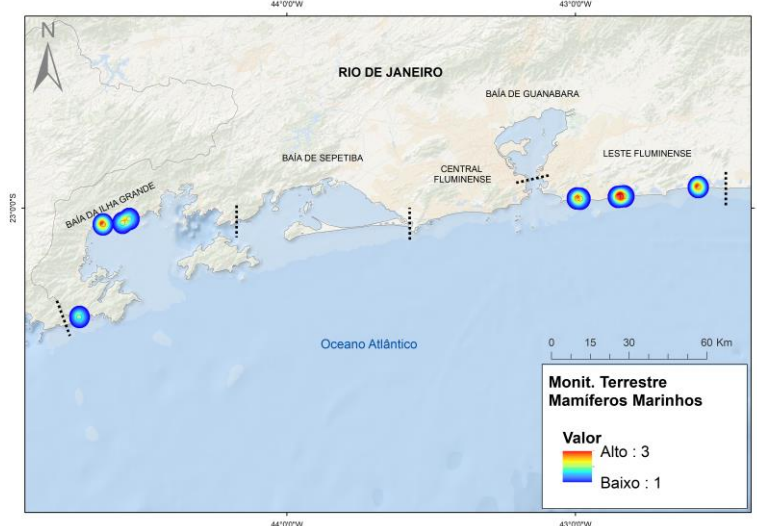 44°0'0"W
43°0'0"W
N
RIO DE JANEIRO
BAÍA DE GUANABARA
BAÍA DE SEPETIBA
CENTRAL
FLUMINENSE
LESTE FLUMINENSE
BAÍA DA ILHA GRANDE
23°0'0"S
Oceano Atlântico
0 15 30 60 Km
Monit. Terrestre
Mamíferos Marinhos
Valor
Alto : 3
Baixo : 1
44°0'0"W
43°0'0"W